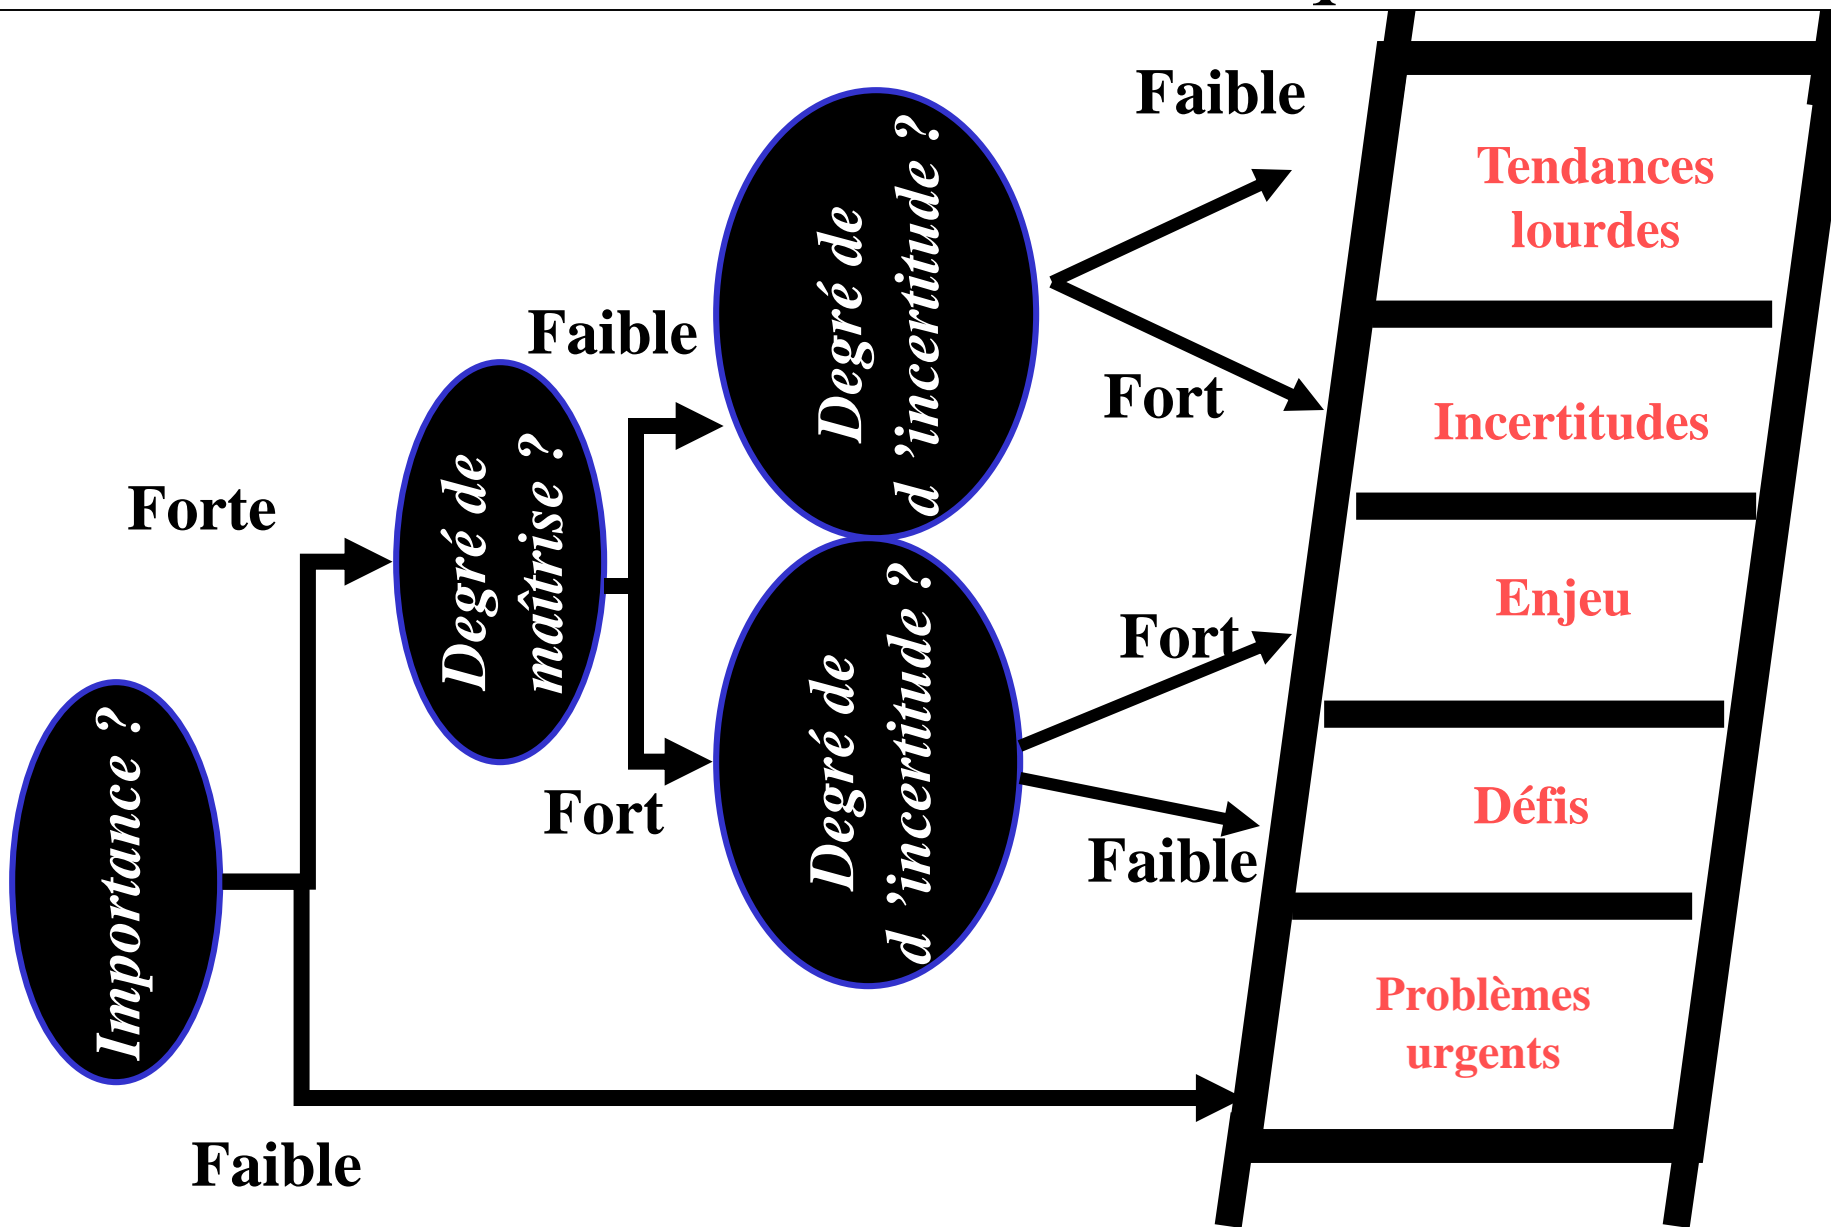 Faible
Tendances
lourdes
Degré de
d ’incertitude ?
Faible
Fort
Incertitudes
Degré de
maîtrise ?
Forte
Enjeu
Fort
Degré de
d ’incertitude ?
Fort
Défis
Faible
Importance ?
Problèmes
urgents
Faible